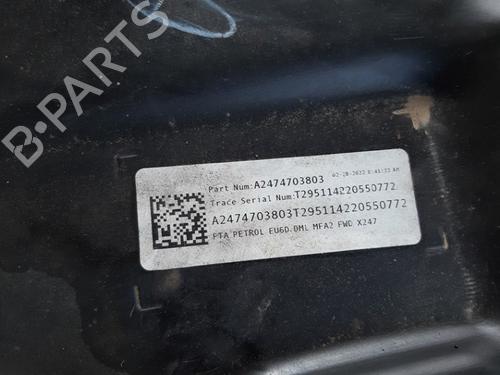 B-PARTS
Part Num:A2474703803 02-28-2022 8:41:33 AM
Trace Serial Num:T295114220550772
A2474703803T295114220550772
FTA PETROL EU6D.DML MFA2 FWD X247